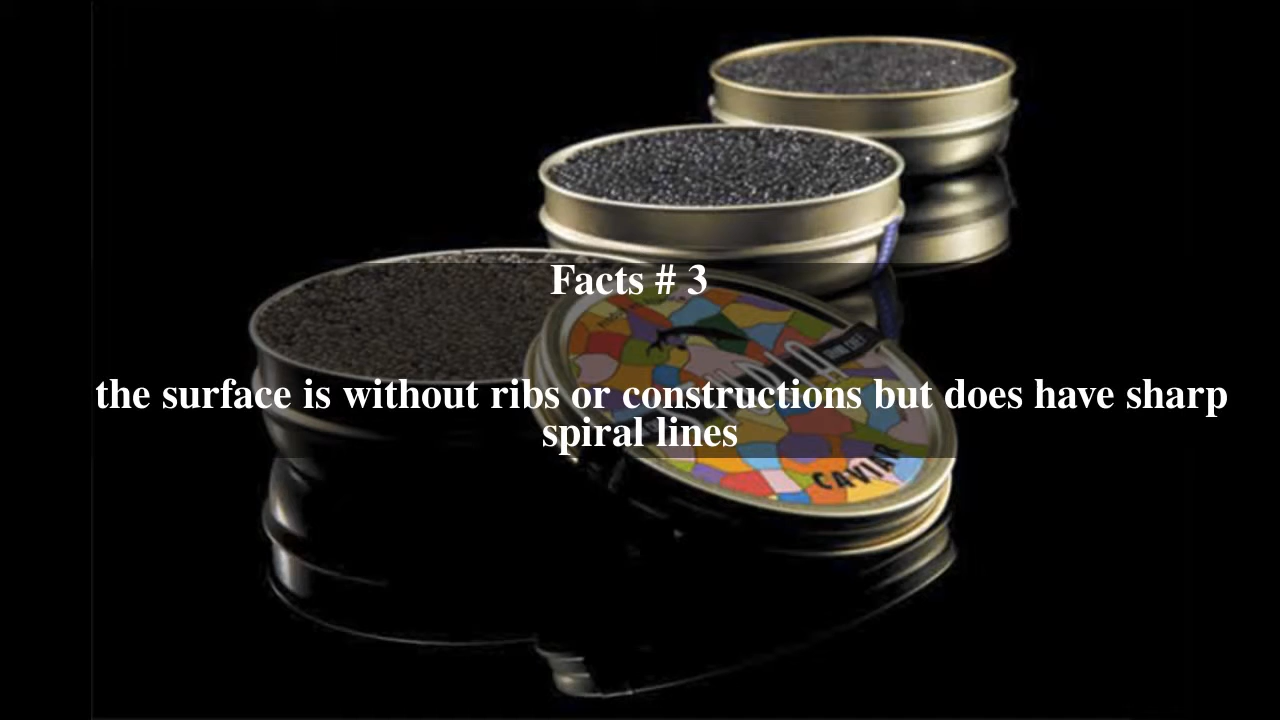 Facts # 3
the surface is without ribs or constructions but does have sharp
spiral lines
CAVIAR